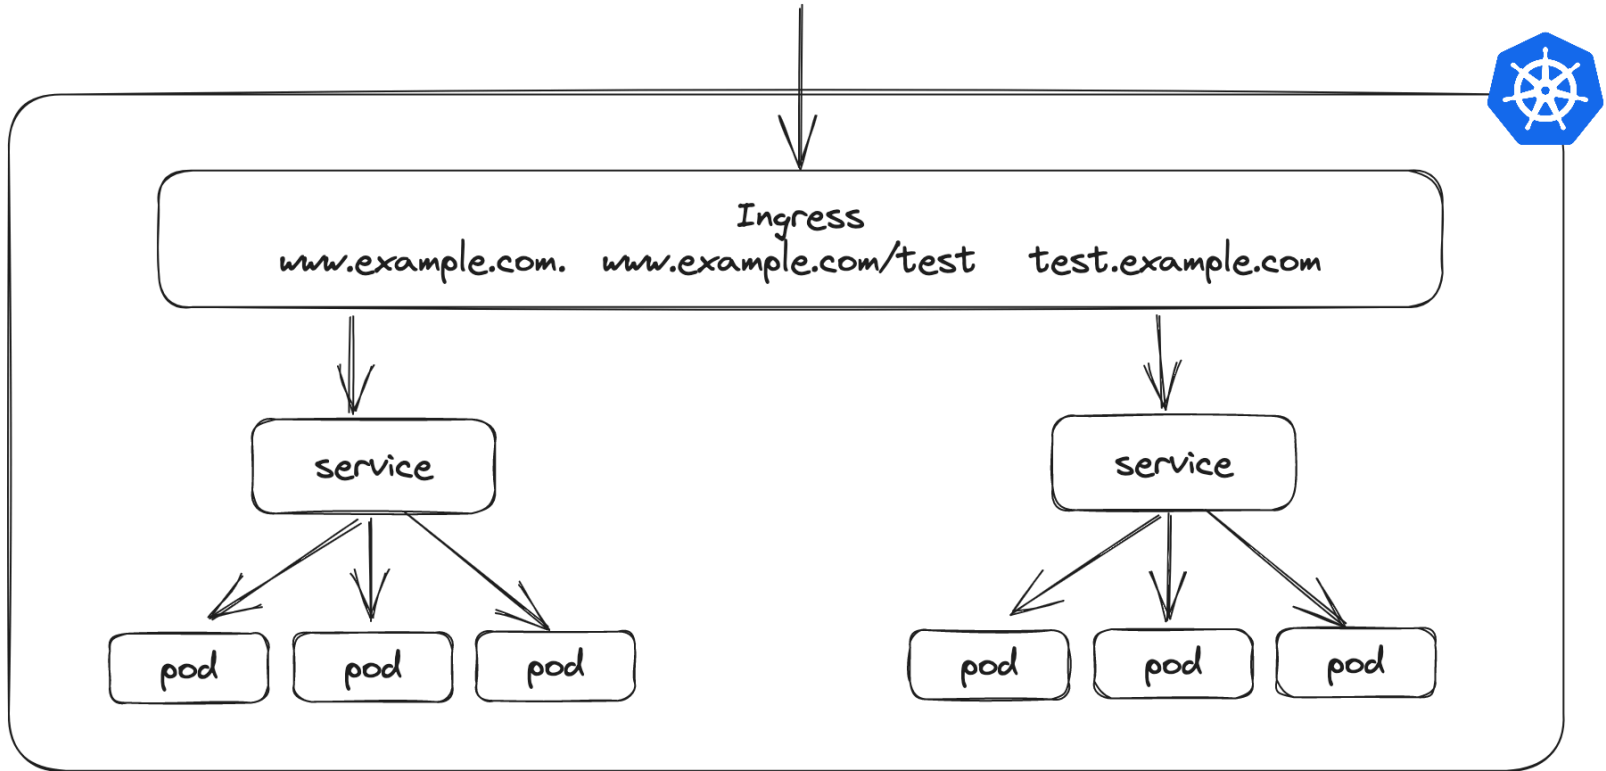 Ingress
www.example.com. www.example.com/test test.example.com
service service
pod pod pod pod pod pod